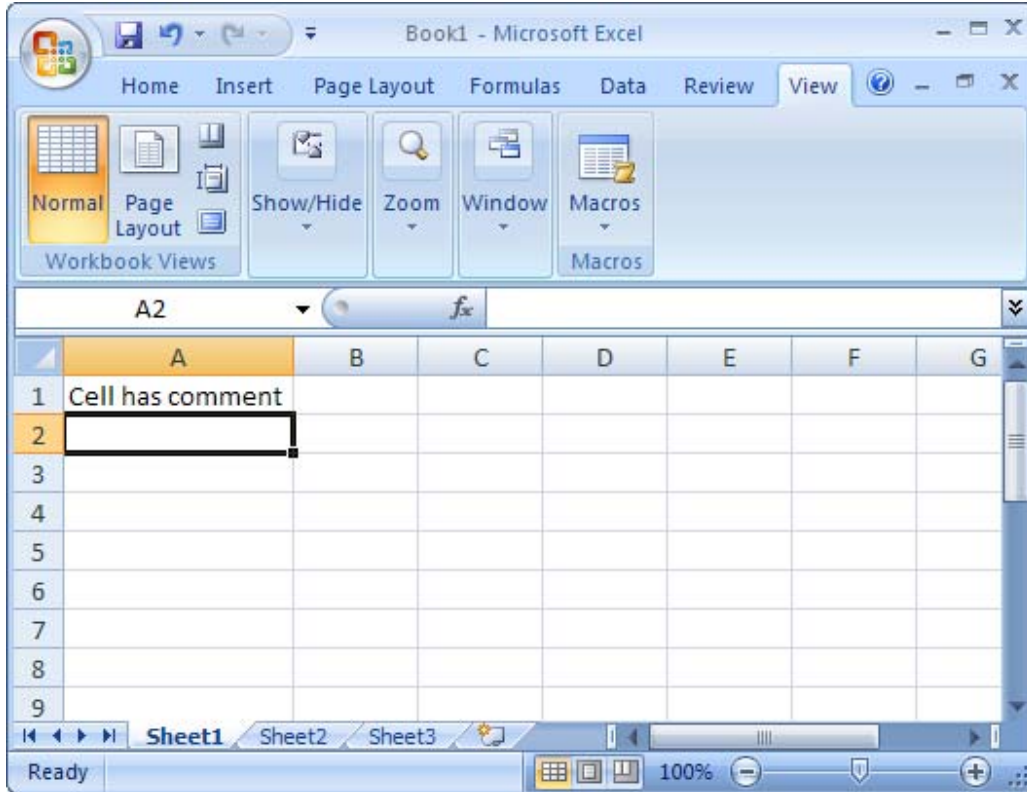 Book1 - Microsoft Excel
Home Insert Page Layout Formulas Data Review View
Normal Page Layout Show/Hide Zoom Window Macros
Workbook Views Macros
A2 fx
A B C D E F G
1 Cell has comment
2
3
4
5
6
7
8
9
Sheet1 Sheet2 Sheet3
Ready 100%